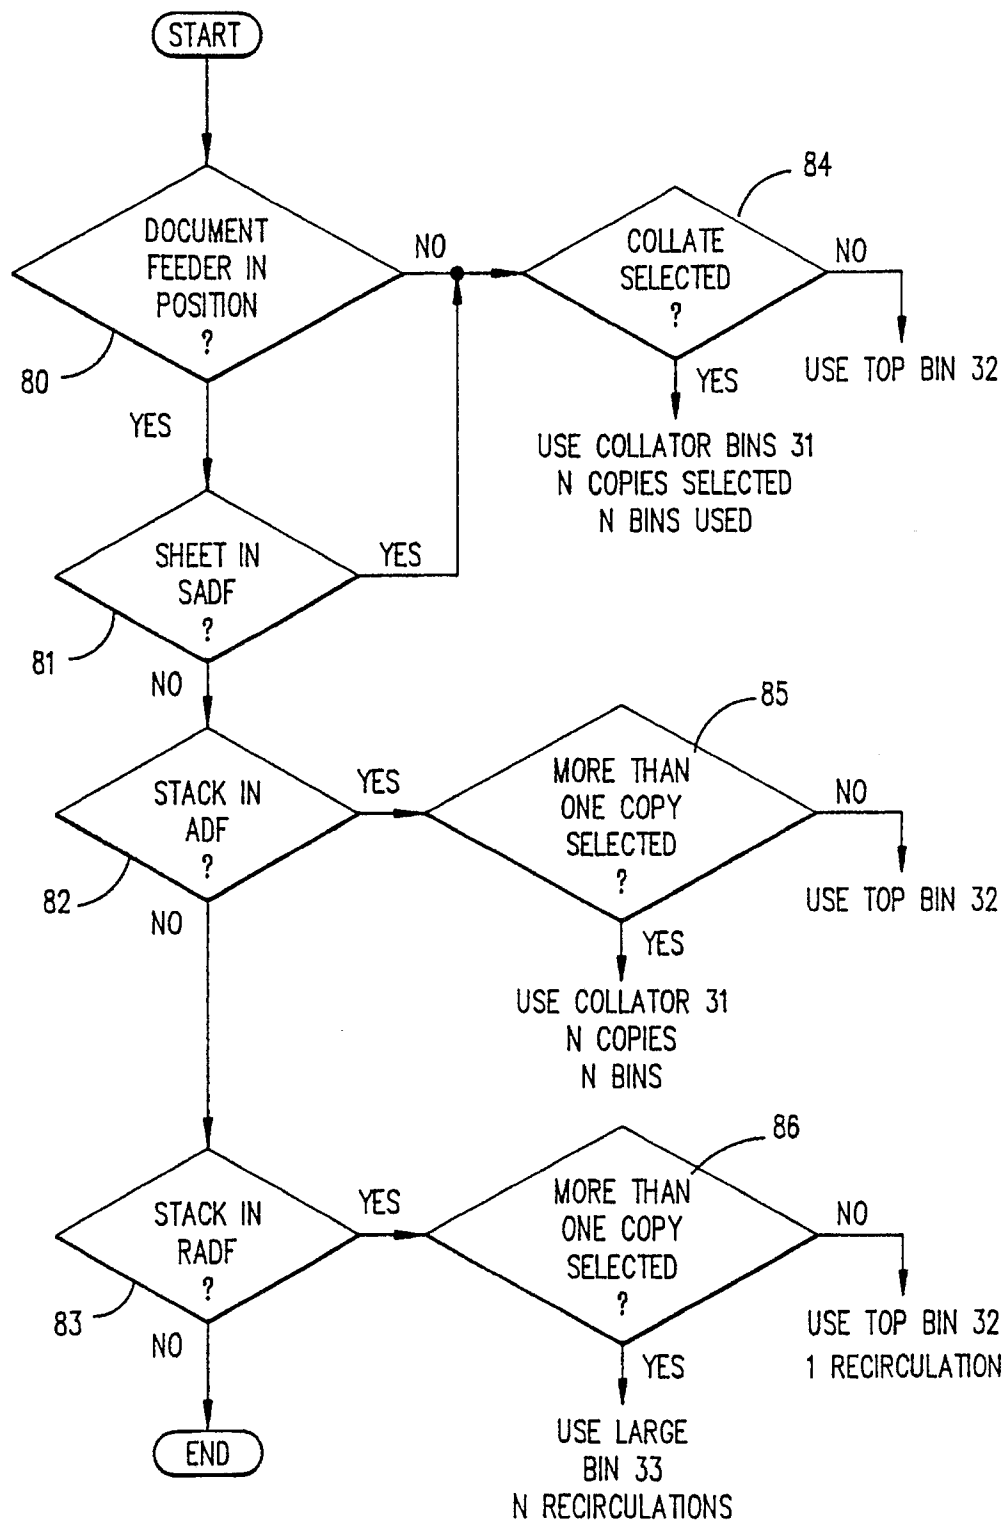 START
84
DOCUMENT
FEEDER IN
POSITION
?
NO
COLLATE
SELECTED
?
NO
80
YES
YES
USE TOP BIN 32
USE COLLATOR BINS 31
N COPIES SELECTED
N BINS USED
SHEET IN
SADF
?
YES
81
NO
85
STACK IN
ADF
?
YES
MORE THAN
ONE COPY
SELECTED
?
NO
82
NO
USE TOP BIN 32
YES
USE COLLATOR 31
N COPIES
N BINS
86
STACK IN
RADF
?
YES
MORE THAN
ONE COPY
SELECTED
?
NO
83
NO
USE TOP BIN 32
1 RECIRCULATION
YES
USE LARGE
BIN 33
N RECIRCULATIONS
END